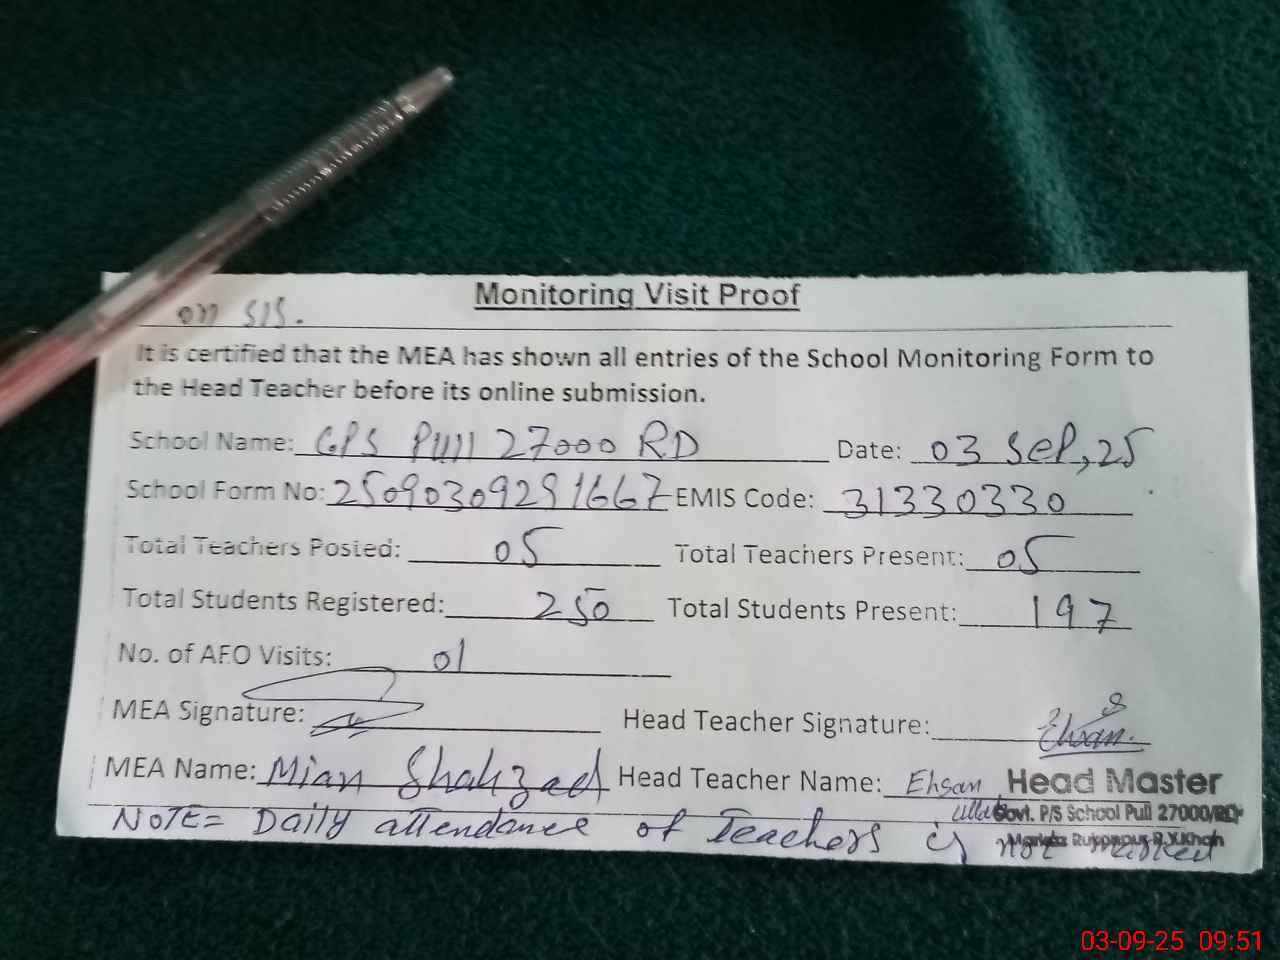 Monitoring Visit Proof
on SIS.
It is certified that the MEA has shown all entries of the School Monitoring Form to
the Head Teacher before its online submission.
School Name: GPS Pull 27000 RD Date: 03 Sep, 25
School Form No: 25090309291667 EMIS Code: 31330330
Total Teachers Posted: 05 Total Teachers Present: 05
Total Students Registered: 250 Total Students Present: 197
No. of AEO Visits: 01
MEA Signature: Head Teacher Signature: Ehsan.
MEA Name: Mian Shahzad Head Teacher Name: Ehsan Head Master
Ullah Govt. P/S School Pull 27000/RD
NOTE= Daily attendance of Teachers is not marked
03-09-25 09:51